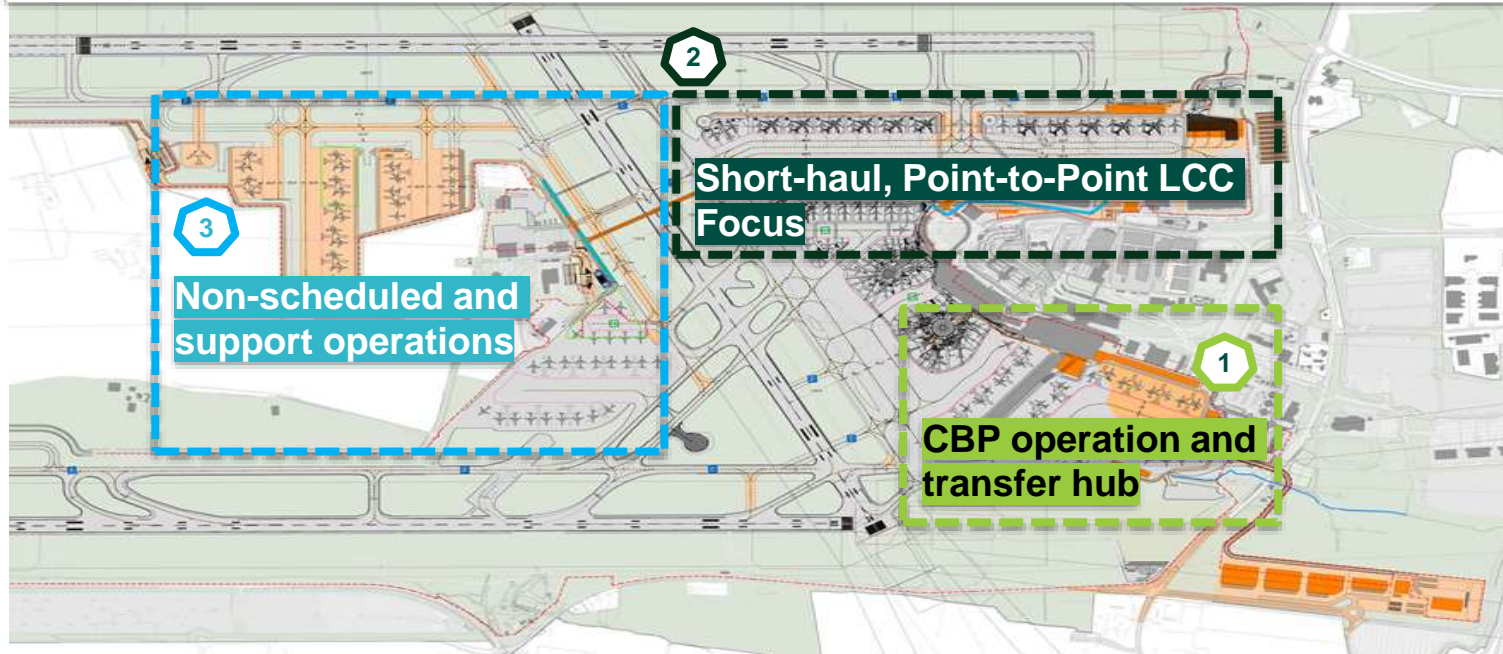 2
Short-haul, Point-to-Point LCC
Focus
3
Non-scheduled and
support operations
1
CBP operation and
transfer hub